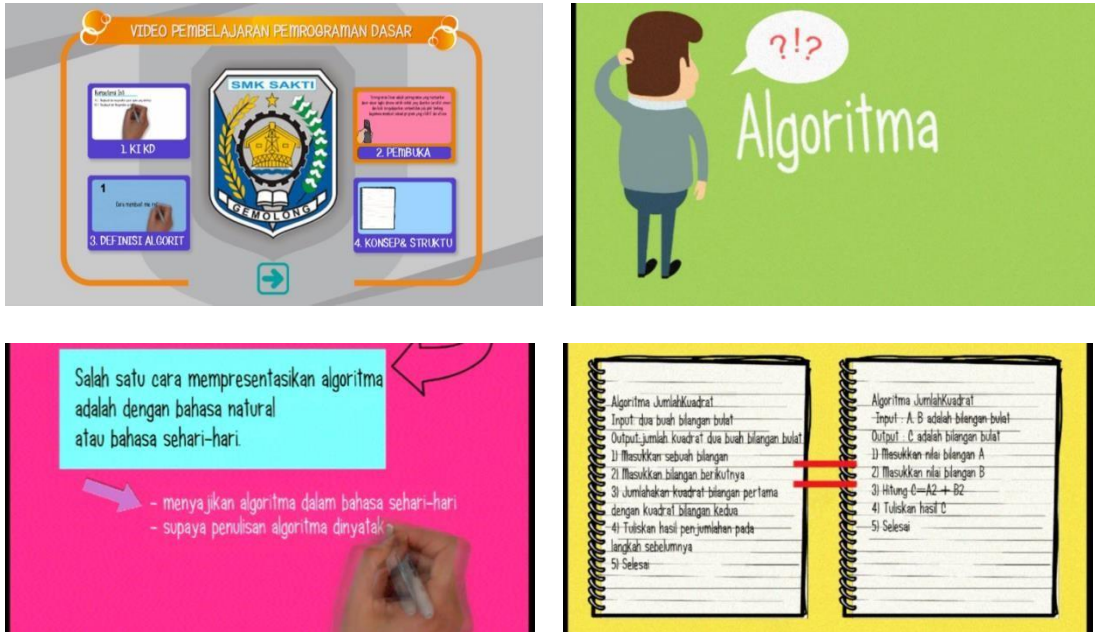 VIDEO PEMBELAJARAN PEMROGRAMAN DASAR
SMK SAKTI
GEMOLONG
1. KI KD
2. PEMBUKA
1
3. DEFINISI ALGORIT
4. KONSEP& STRUKTU
?!?
Algoritma
Salah satu cara mempresentasikan algoritma
adalah dengan bahasa natural
atau bahasa sehari-hari.
- menyajikan algoritma dalam bahasa sehari-hari
- supaya penulisan algoritma dinyatak
Algoritma JumlahKuadrat
Input dua buah bilangan bulat
Output:jumlah kuadrat dua buah bilangan bulat
1) Masukkan sebuah bilangan
2) Masukkan bilangan berikutnya
3) Jumlahakan kuadrat bilangan pertama
dengan kuadrat bilangan kedua
4) Tuliskan hasil penjumlahan pada
langkah sebelumnya
5) Selesai
Algoritma JumlahKuadrat
Input : A. B adalah bilangan bulat
Output : C adalah bilangan bulat
1) Masukkan nilai bilangan A
2) Masukkan nilai bilangan B
3) Hitung C=A2 + B2
4) Tuliskan hasil C
5) Selesai